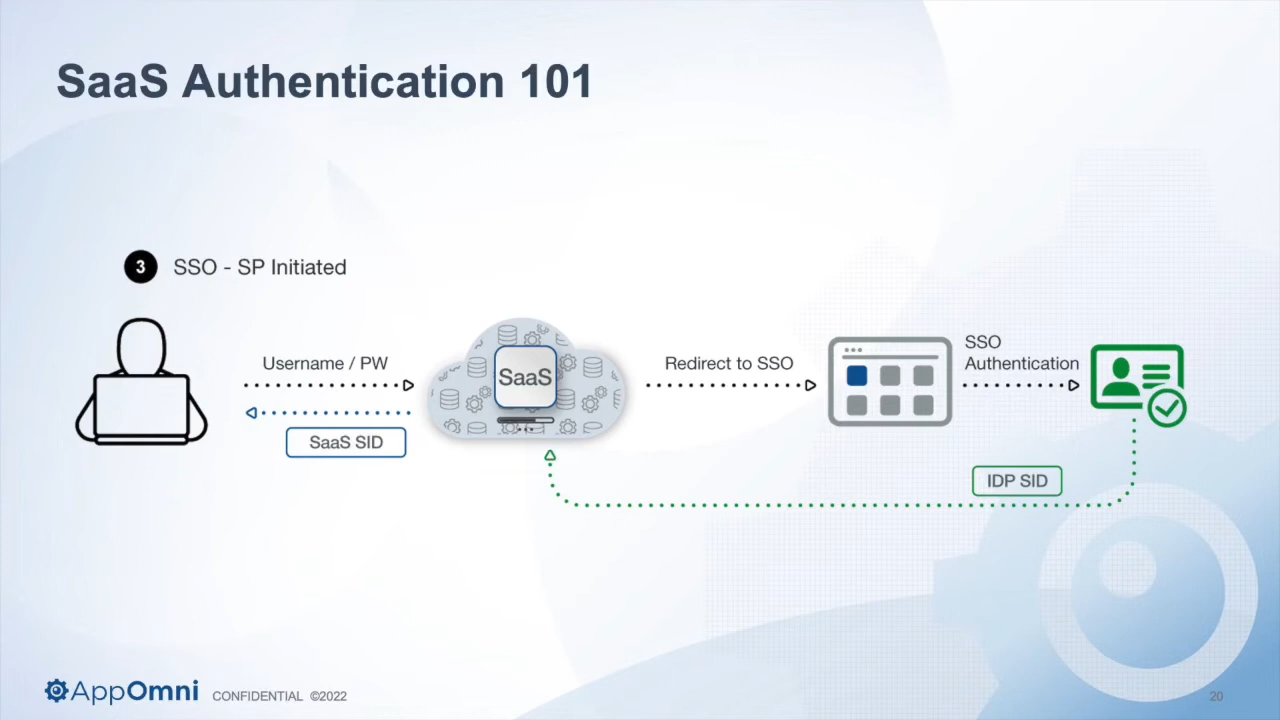 SaaS Authentication 101
3 SSO - SP Initiated
Username / PW
SaaS SID
SaaS
Redirect to SSO
SSO
Authentication
IDP SID
AppOmni CONFIDENTIAL ©2022
20